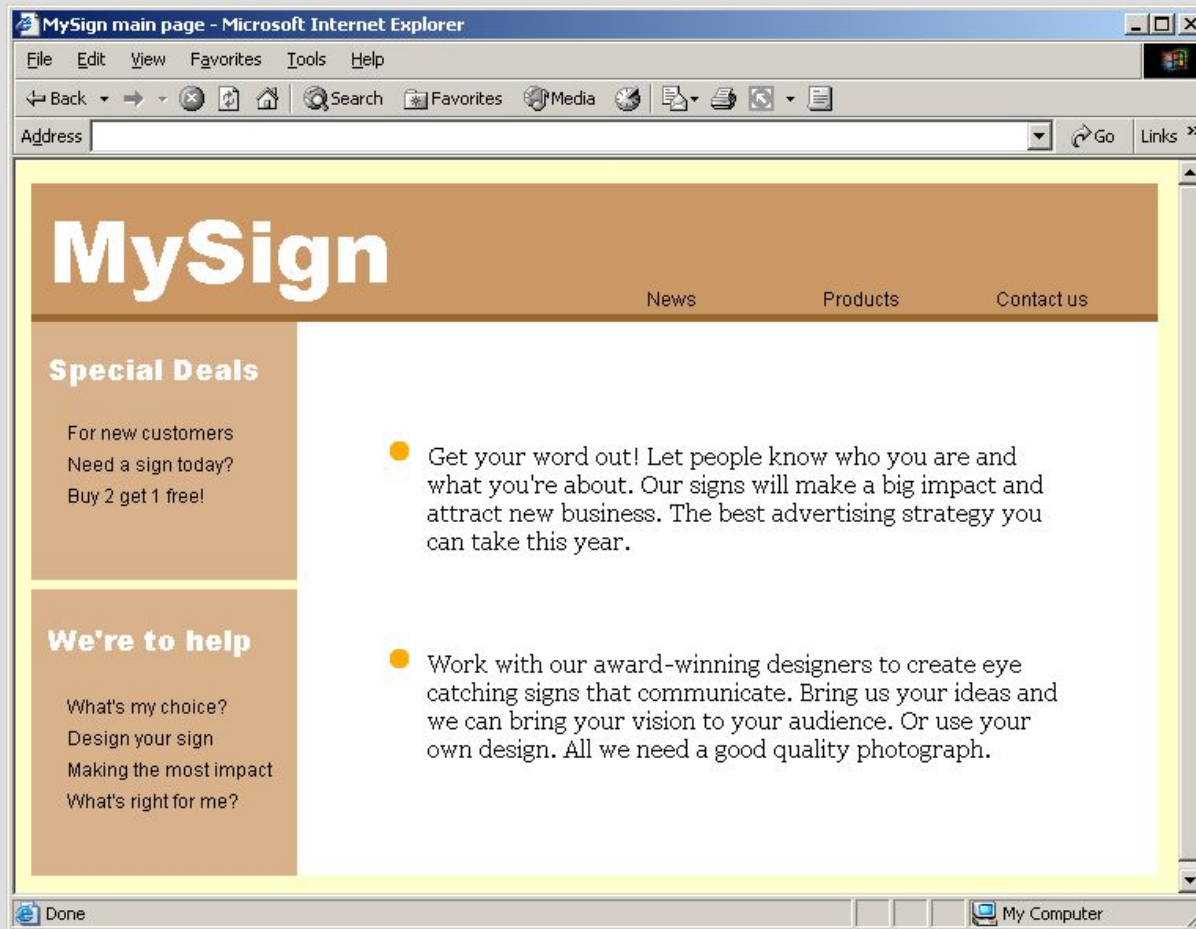 MySign main page - Microsoft Internet Explorer
File Edit View Favorites Tools Help
Back Search Favorites Media
Address Go Links »
MySign
News Products Contact us
Special Deals
For new customers
Need a sign today?
Buy 2 get 1 free!
Get your word out! Let people know who you are and
what you're about. Our signs will make a big impact and
attract new business. The best advertising strategy you
can take this year.
We're to help
What's my choice?
Design your sign
Making the most impact
What's right for me?
Work with our award-winning designers to create eye
catching signs that communicate. Bring us your ideas and
we can bring your vision to your audience. Or use your
own design. All we need a good quality photograph.
Done My Computer